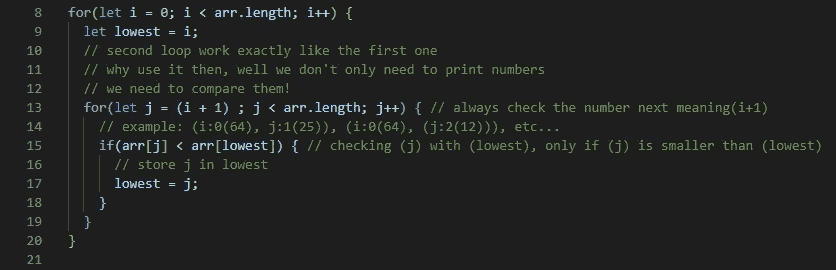 8 for(let i = 0; i < arr.length; i++) {
9 let lowest = i;
10 // second loop work exactly like the first one
11 // why use it then, well we don't only need to print numbers
12 // we need to compare them!
13 for(let j = (i + 1) ; j < arr.length; j++) { // always check the number next meaning(i+1)
14 // example: (i:0(64), j:1(25)), (i:0(64), (j:2(12))), etc...
15 if(arr[j] < arr[lowest]) { // checking (j) with (lowest), only if (j) is smaller than (lowest)
16 // store j in lowest
17 lowest = j;
18 }
19 }
20 }
21